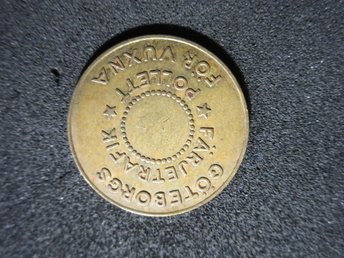 GÖTEBORGS
FÄRJETRAFIK
POLLETT
FÖR VUXNA